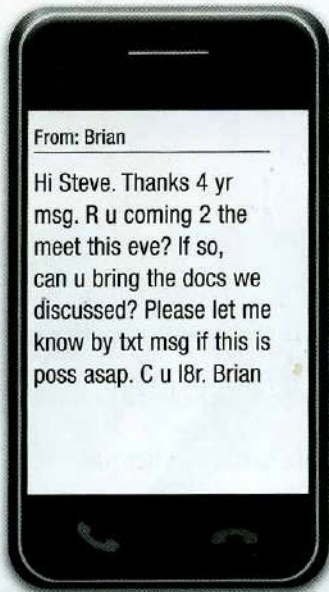 From: Brian
Hi Steve. Thanks 4 yr
msg. R u coming 2 the
meet this eve? If so,
can u bring the docs we
discussed? Please let me
know by txt msg if this is
poss asap. C u l8r. Brian